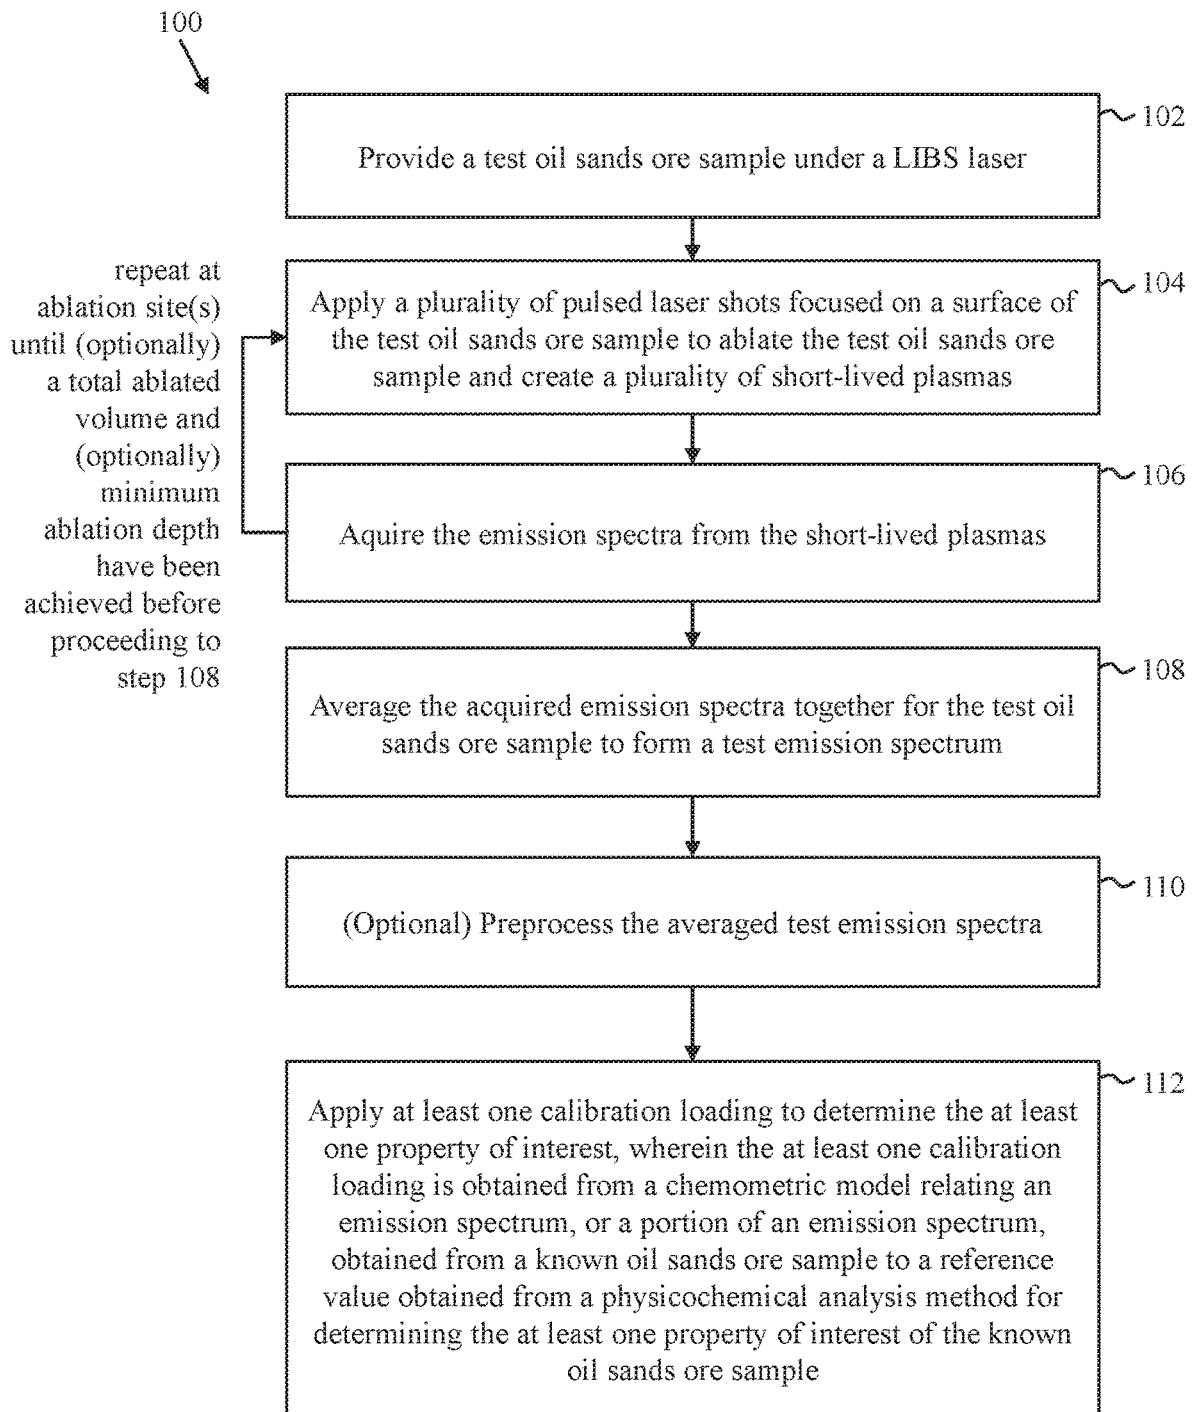 100
102
Provide a test oil sands ore sample under a LIBS laser
repeat at
ablation site(s)
until (optionally)
a total ablated
volume and
(optionally)
minimum
ablation depth
have been
achieved before
proceeding to
step 108
104
Apply a plurality of pulsed laser shots focused on a surface of
the test oil sands ore sample to ablate the test oil sands ore
sample and create a plurality of short-lived plasmas
106
Aquire the emission spectra from the short-lived plasmas
108
Average the acquired emission spectra together for the test oil
sands ore sample to form a test emission spectrum
110
(Optional) Preprocess the averaged test emission spectra
112
Apply at least one calibration loading to determine the at least
one property of interest, wherein the at least one calibration
loading is obtained from a chemometric model relating an
emission spectrum, or a portion of an emission spectrum,
obtained from a known oil sands ore sample to a reference
value obtained from a physicochemical analysis method for
determining the at least one property of interest of the known
oil sands ore sample